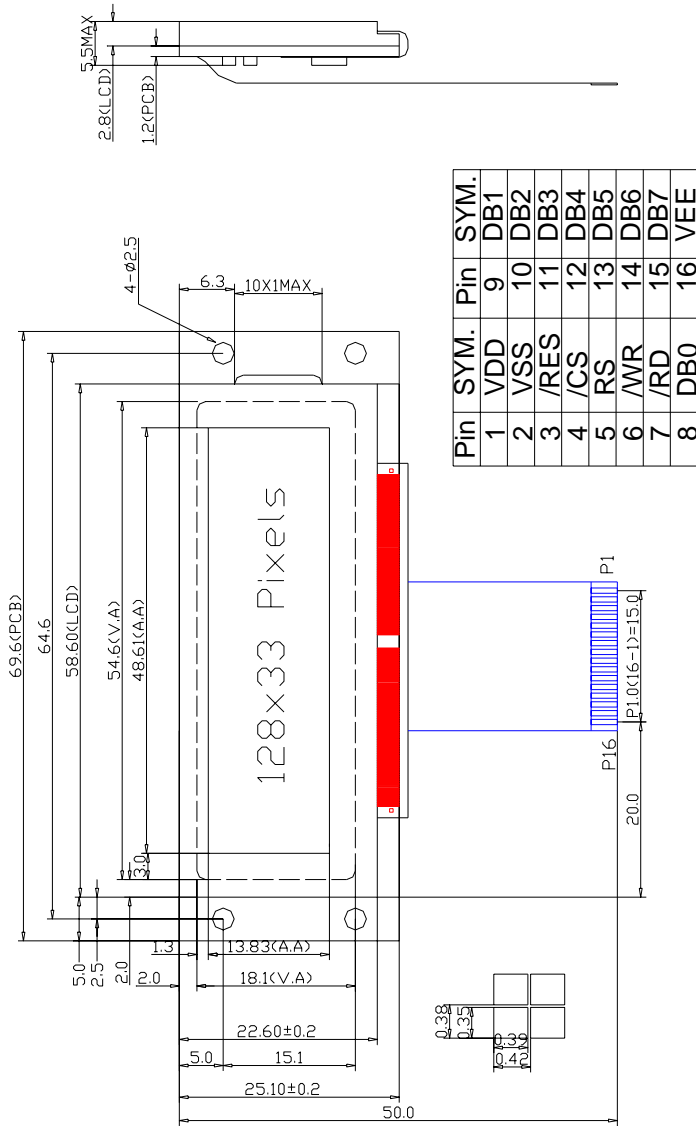 5.5MAX
2.8(LCD)
1.2(PCB)
4-ø2.5
6.3
10X1MAX
69.6(PCB)
64.6
58.60(LCD)
54.6(V.A)
48.61(A.A)
128x33 Pixels
3.0
5.0
2.5
2.0
1.3
13.83(A.A)
2.0
18.1(V.A)
22.60±0.2
5.0
15.1
25.10±0.2
50.0
P1
P1.0(16-1)=15.0
P16
20.0
0.38
0.35
0.39
0.42
Pin SYM. Pin SYM.
1 VDD 9 DB1
2 VSS 10 DB2
3 /RES 11 DB3
4 /CS 12 DB4
5 RS 13 DB5
6 /WR 14 DB6
7 /RD 15 DB7
8 DB0 16 VEE